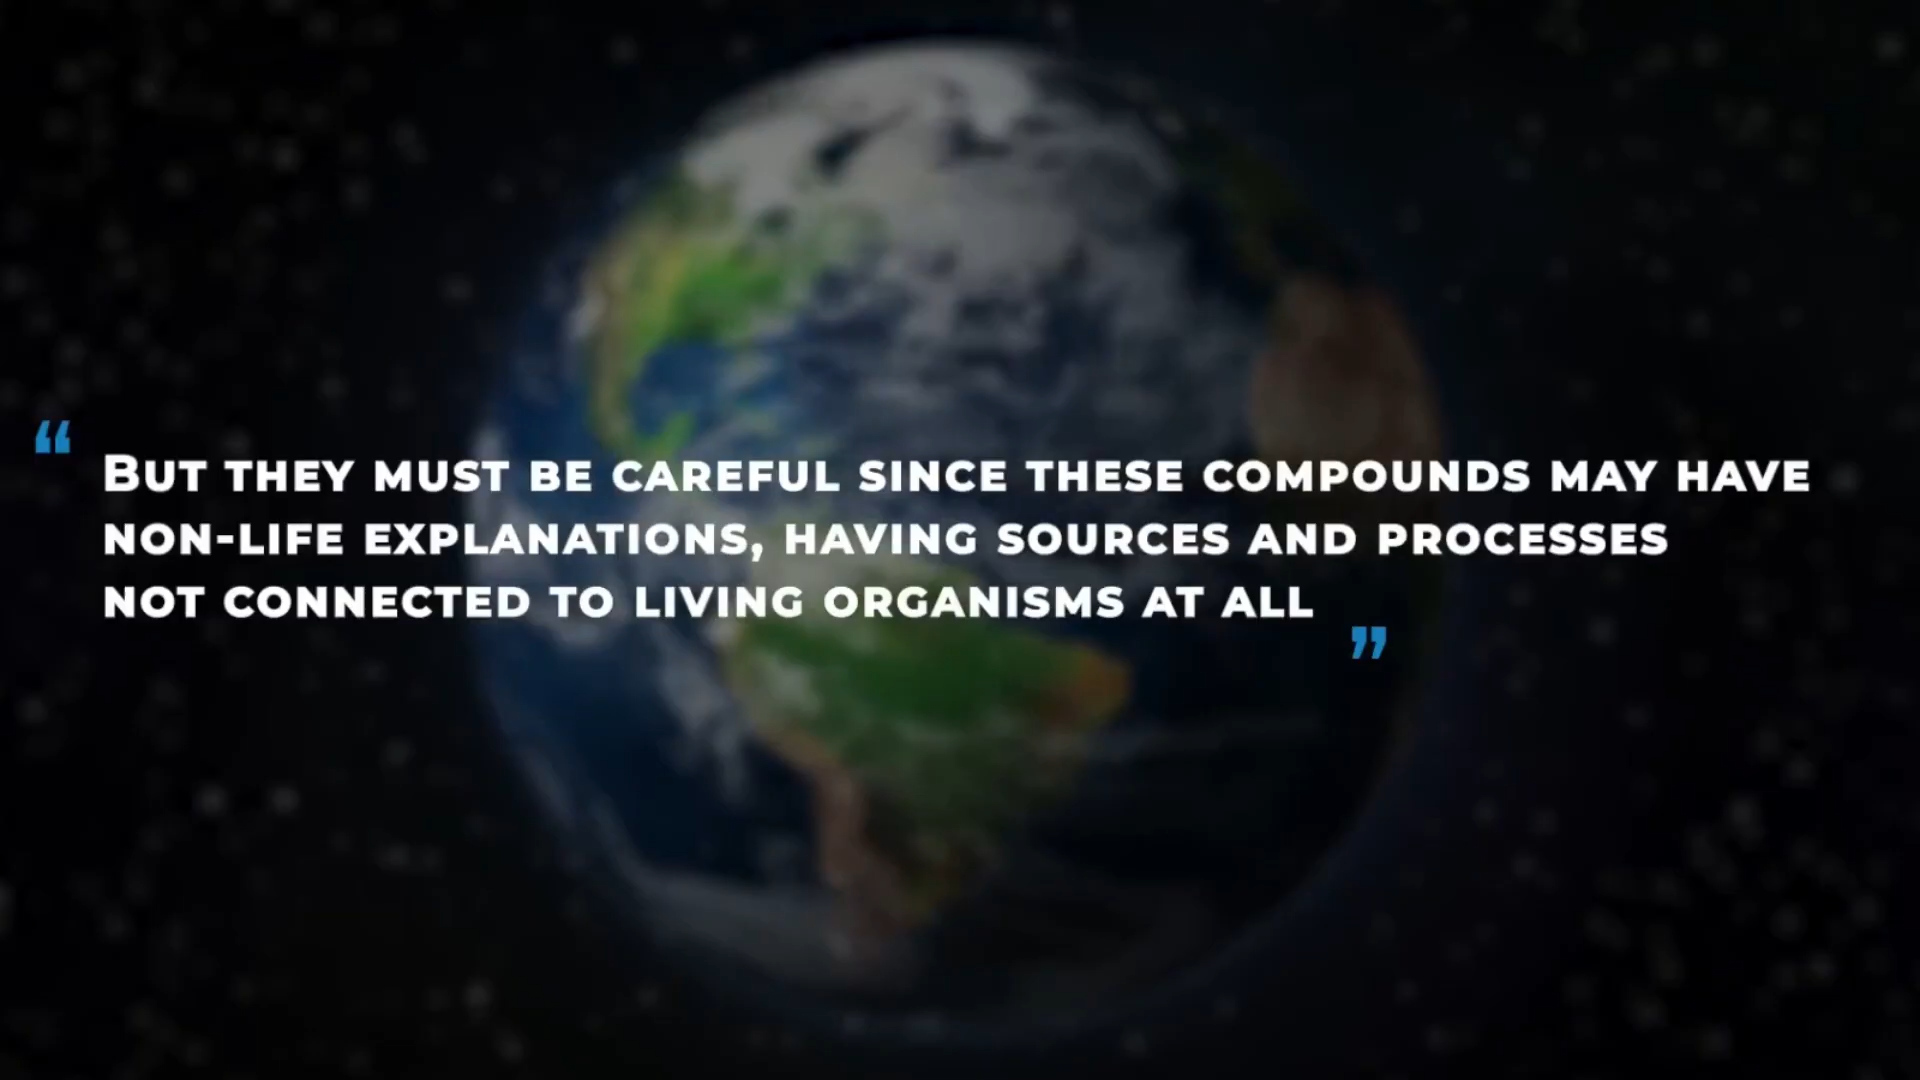 “ But they must be careful since these compounds may have
non-life explanations, having sources and processes
not connected to living organisms at all ”